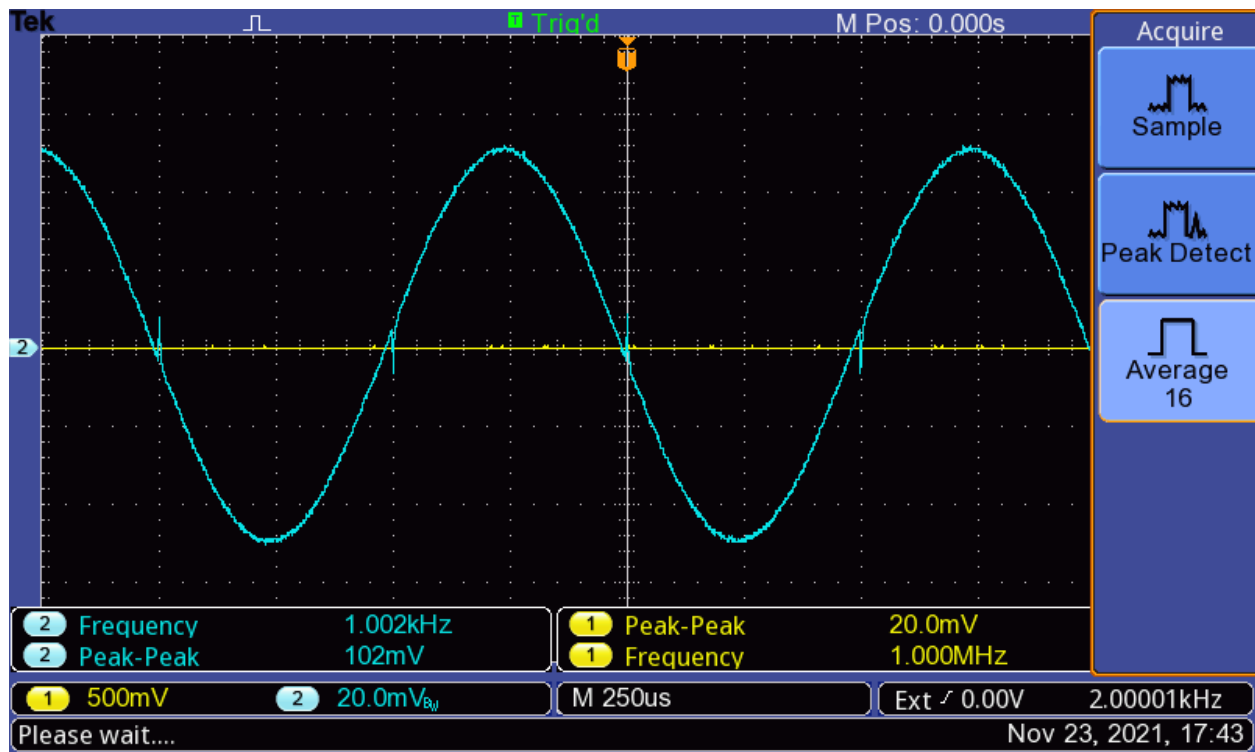 Tek T Trig'd M Pos: 0.000s
Acquire
T
Sample
Peak Detect
2
Average
16
2 Frequency 1.002kHz 1 Peak-Peak 20.0mV
2 Peak-Peak 102mV 1 Frequency 1.000MHz
1 500mV 2 20.0mVBW M 250us Ext 0.00V 2.00001kHz
Please wait.... Nov 23, 2021, 17:43